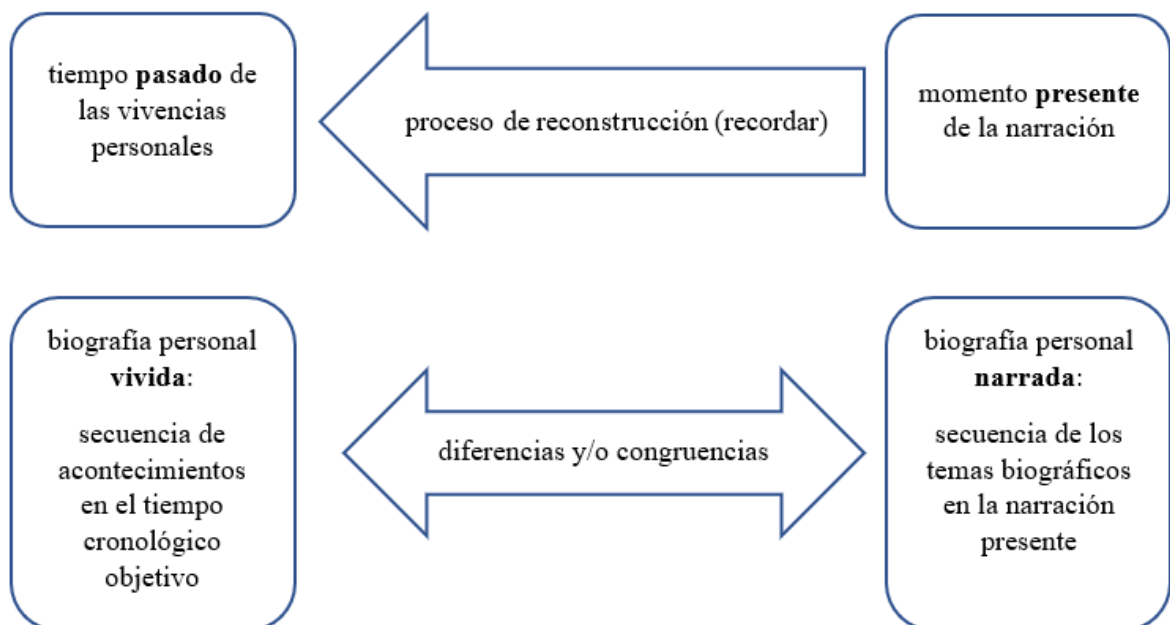 tiempo pasado de
las vivencias
personales
proceso de reconstrucción (recordar)
momento presente
de la narración
biografía personal
vivida:
secuencia de
acontecimientos
en el tiempo
cronológico
objetivo
diferencias y/o congruencias
biografía personal
narrada:
secuencia de los
temas biográficos
en la narración
presente